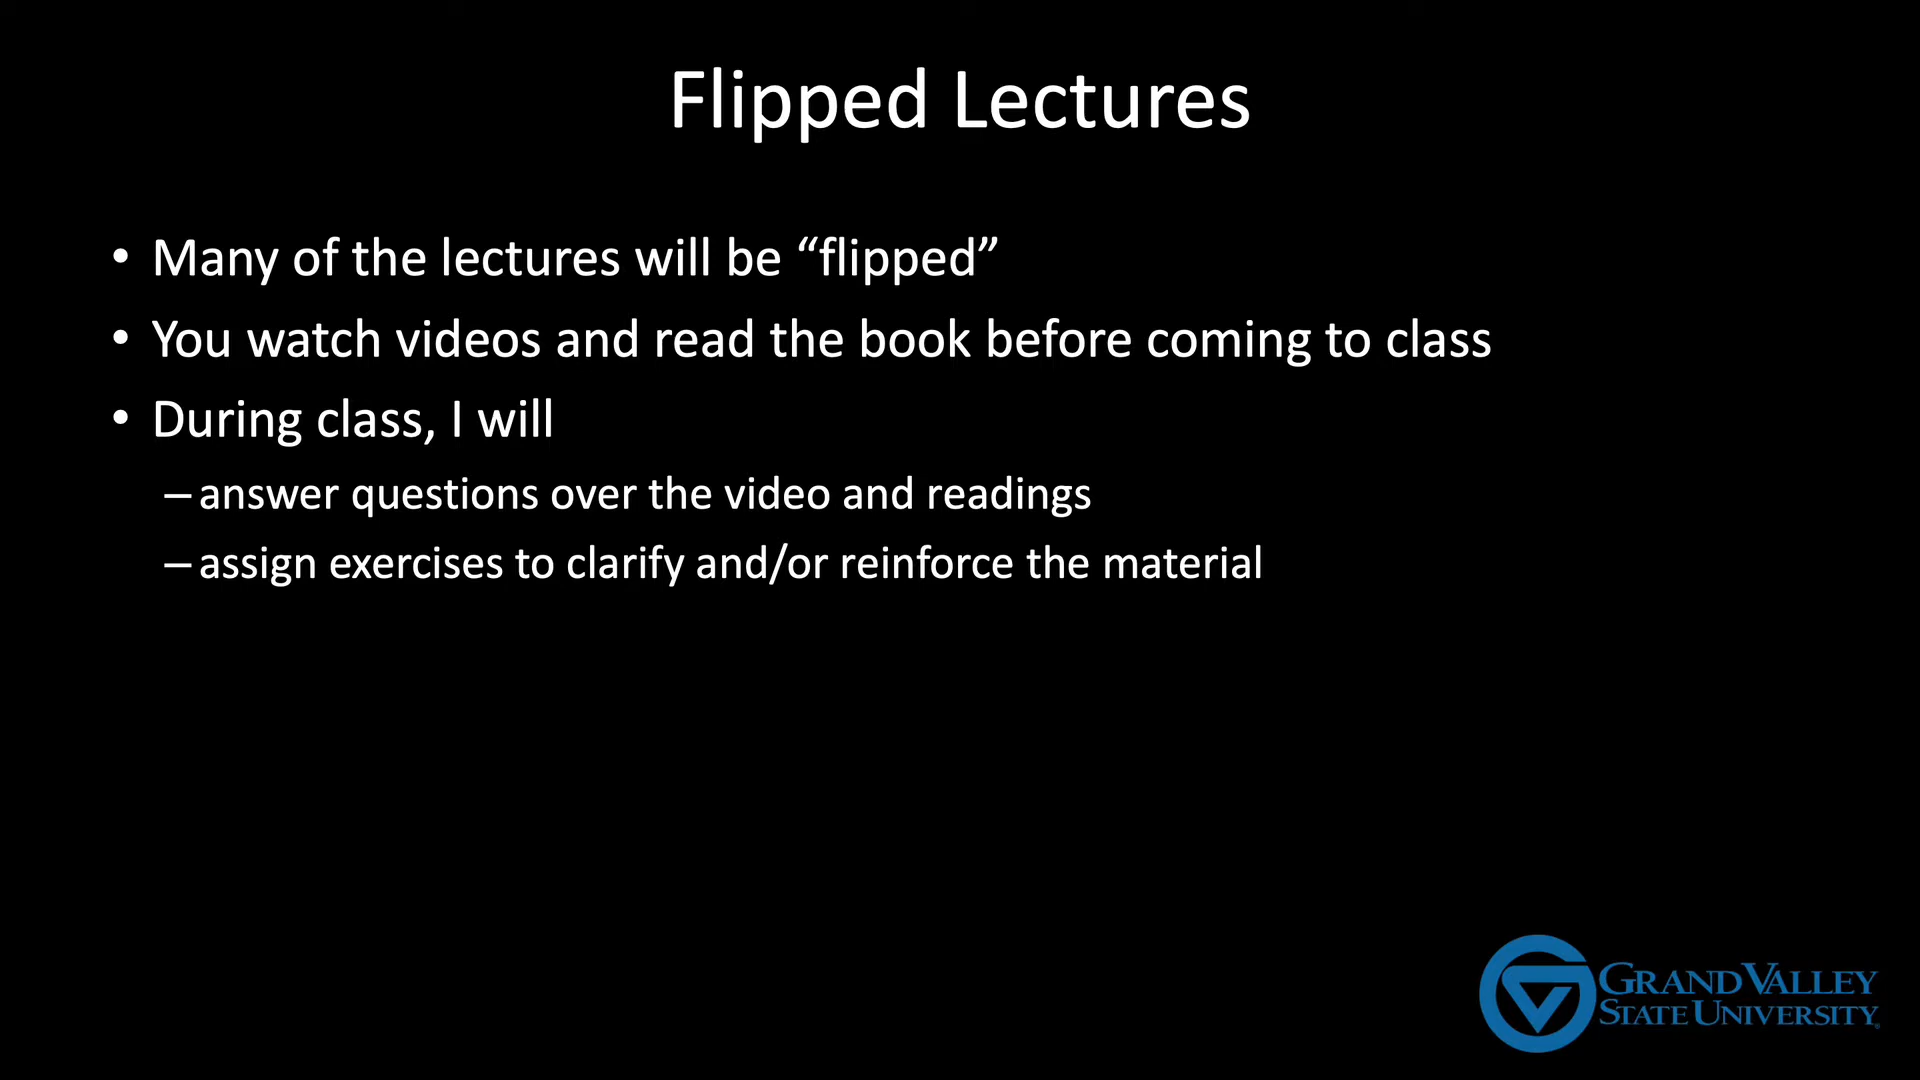 Flipped Lectures
• Many of the lectures will be “flipped”
• You watch videos and read the book before coming to class
• During class, I will
– answer questions over the video and readings
– assign exercises to clarify and/or reinforce the material
GRAND VALLEY
STATE UNIVERSITY